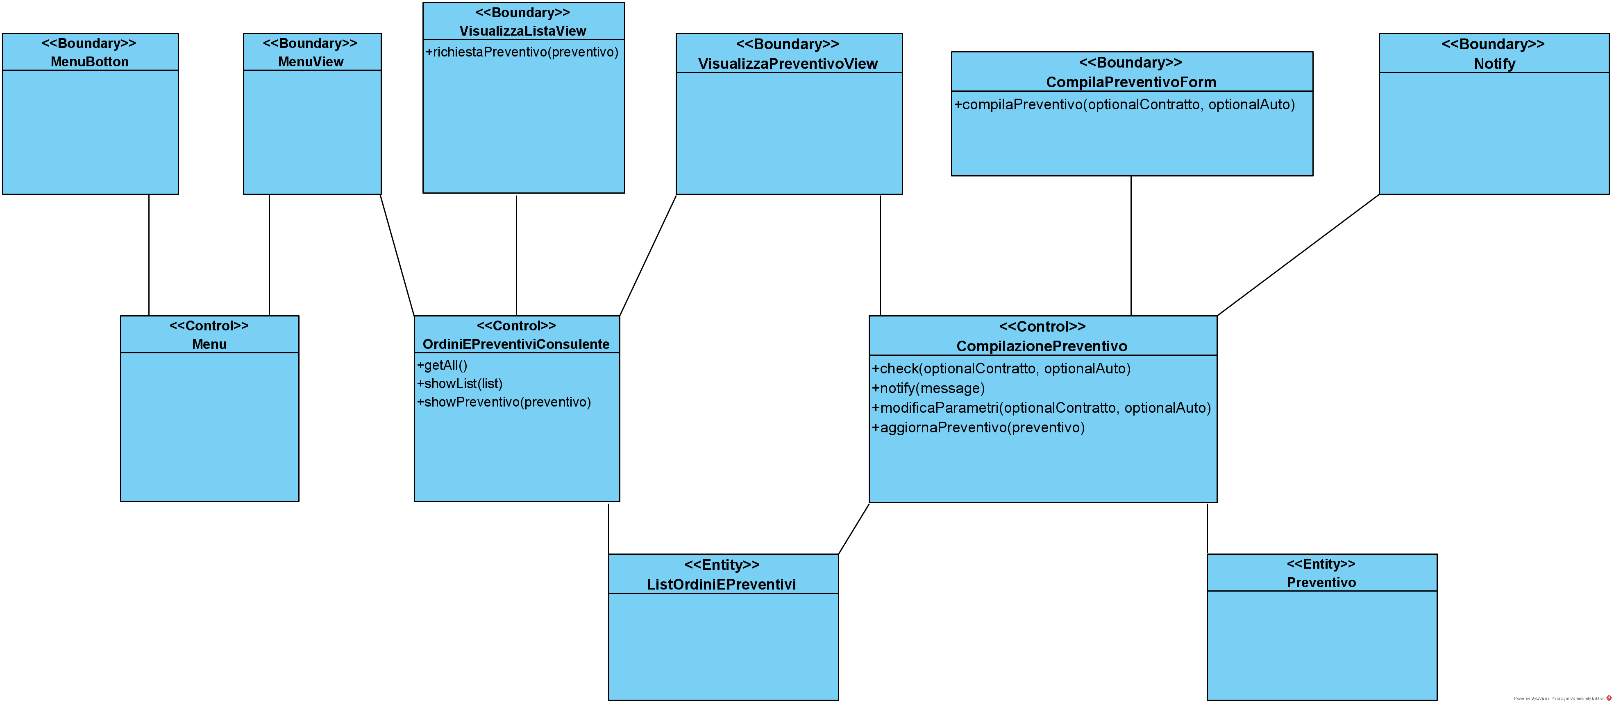 <<Boundary>>
MenuBotton
<<Boundary>>
MenuView
<<Boundary>>
VisualizzaListaView
+richiestaPreventivo(preventivo)
<<Boundary>>
VisualizzaPreventivoView
<<Boundary>>
CompilaPreventivoForm
+compilaPreventivo(optionalContratto, optionalAuto)
<<Boundary>>
Notify
<<Control>>
Menu
<<Control>>
OrdiniEPreventiviConsulente
+getAll()
+showList(list)
+showPreventivo(preventivo)
<<Control>>
CompilazionePreventivo
+check(optionalContratto, optionalAuto)
+notify(message)
+modificaParametri(optionalContratto, optionalAuto)
+aggiornaPreventivo(preventivo)
<<Entity>>
ListOrdiniEPreventivi
<<Entity>>
Preventivo